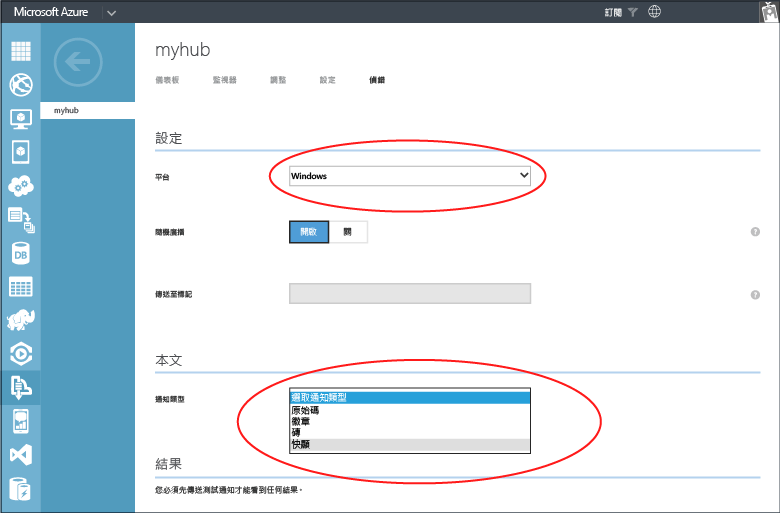 Microsoft Azure 訂閱
myhub
儀表板 監視器 調整 設定 偵錯
myhub
設定
平台 Windows
隨機廣播 開啟 關 ?
傳送至標記 ?
本文
通知類型 選取通知類型
原始碼
徽章
磚
快顯
結果
您必須先傳送測試通知才能看到任何結果。
DB